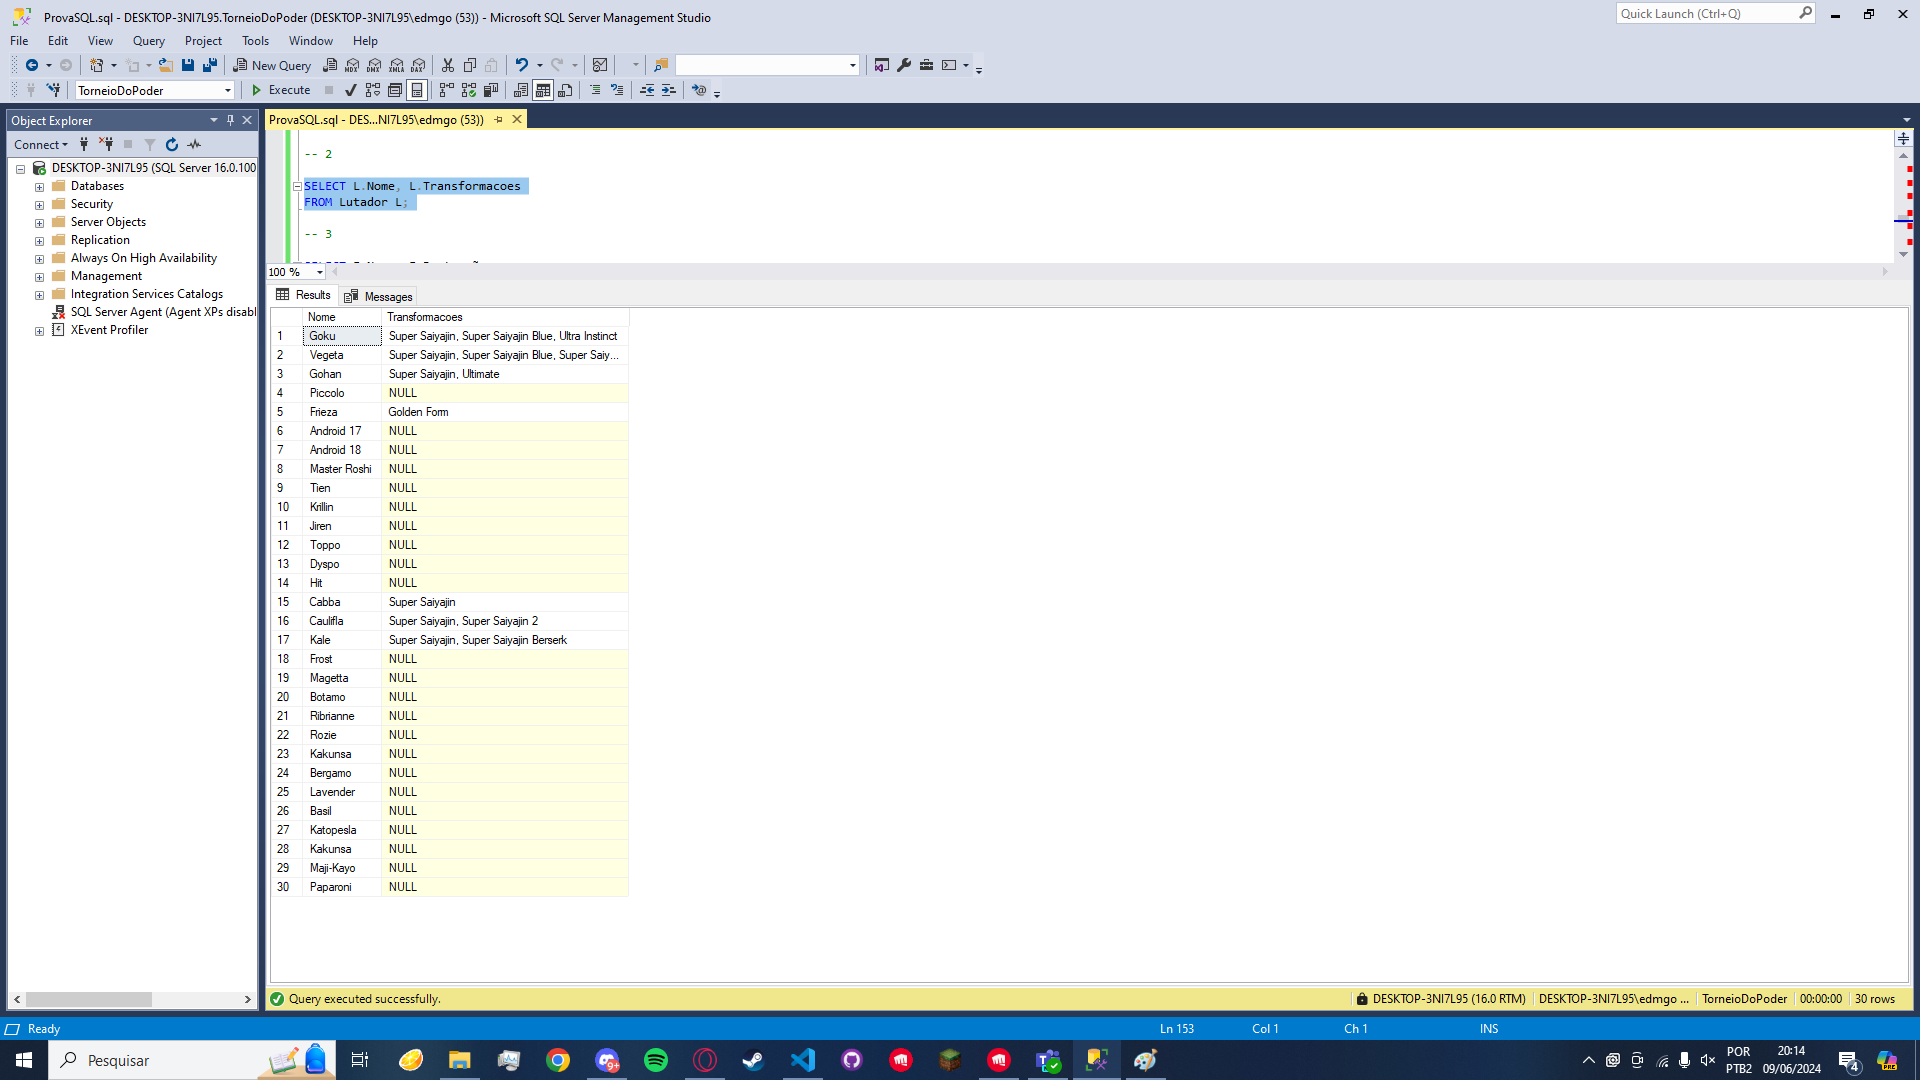 ProvaSQL.sql - DESKTOP-3NI7L95.TorneioDoPoder (DESKTOP-3NI7L95\edmgo (53)) - Microsoft SQL Server Management Studio
Quick Launch (Ctrl+Q)
File Edit View Query Project Tools Window Help
New Query MDX DMX XMLA DAX
TorneioDoPoder Execute
Object Explorer
ProvaSQL.sql - DES...NI7L95\edmgo (53))
Connect
DESKTOP-3NI7L95 (SQL Server 16.0.100
Databases
Security
Server Objects
Replication
Always On High Availability
Management
Integration Services Catalogs
SQL Server Agent (Agent XPs disabl
XEvent Profiler
-- 2
SELECT L.Nome, L.Transformacoes
FROM Lutador L;
-- 3
100 %
Results Messages
Nome Transformacoes
1 Goku Super Saiyajin, Super Saiyajin Blue, Ultra Instinct
2 Vegeta Super Saiyajin, Super Saiyajin Blue, Super Saiy...
3 Gohan Super Saiyajin, Ultimate
4 Piccolo NULL
5 Frieza Golden Form
6 Android 17 NULL
7 Android 18 NULL
8 Master Roshi NULL
9 Tien NULL
10 Krillin NULL
11 Jiren NULL
12 Toppo NULL
13 Dyspo NULL
14 Hit NULL
15 Cabba Super Saiyajin
16 Caulifla Super Saiyajin, Super Saiyajin 2
17 Kale Super Saiyajin, Super Saiyajin Berserk
18 Frost NULL
19 Magetta NULL
20 Botamo NULL
21 Ribrianne NULL
22 Rozie NULL
23 Kakunsa NULL
24 Bergamo NULL
25 Lavender NULL
26 Basil NULL
27 Katopesla NULL
28 Kakunsa NULL
29 Maji-Kayo NULL
30 Paparoni NULL
Query executed successfully.
DESKTOP-3NI7L95 (16.0 RTM) DESKTOP-3NI7L95\edmgo ... TorneioDoPoder 00:00:00 30 rows
Ready
Ln 153 Col 1 Ch 1 INS
Pesquisar
9+
POR
PTB2
20:14
09/06/2024
4
PRE